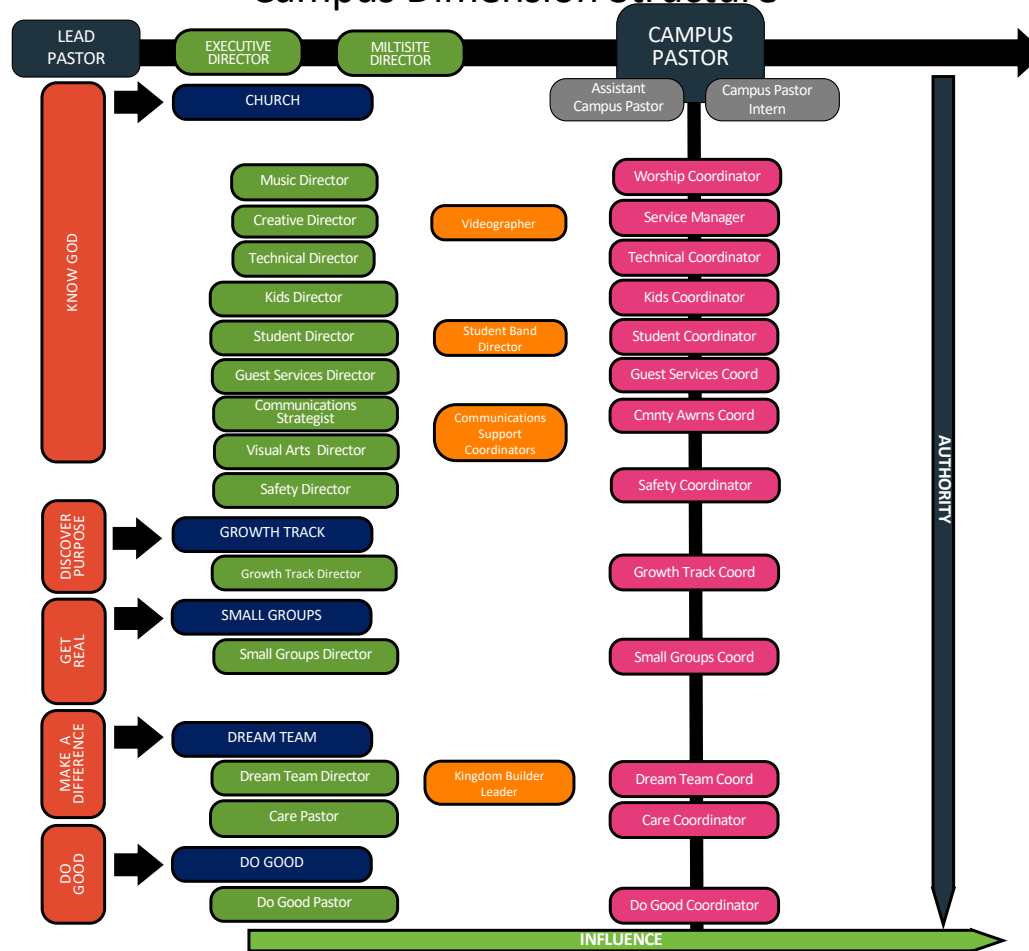 Campus Dimension Structure
LEAD
PASTOR
EXECUTIVE
DIRECTOR
MILTISITE
DIRECTOR
CAMPUS
PASTOR
Assistant
Campus Pastor
Campus Pastor
Intern
KNOW GOD
CHURCH
Music Director
Worship Coordinator
Creative Director
Videographer
Service Manager
Technical Director
Technical Coordinator
Kids Director
Kids Coordinator
Student Director
Student Band
Director
Student Coordinator
Guest Services Director
Guest Services Coord
Communications
Strategist
Communications
Support
Coordinators
Cmnty Awrns Coord
Visual Arts  Director
Safety Director
Safety Coordinator
AUTHORITY
DISCOVER
PURPOSE
GROWTH TRACK
Growth Track Director
Growth Track Coord
GET
REAL
SMALL GROUPS
Small Groups Director
Small Groups Coord
MAKE A
DIFFERENCE
DREAM TEAM
Dream Team Director
Kingdom Builder
Leader
Dream Team Coord
Care Pastor
Care Coordinator
DO
GOOD
DO GOOD
Do Good Pastor
Do Good Coordinator
INFLUENCE